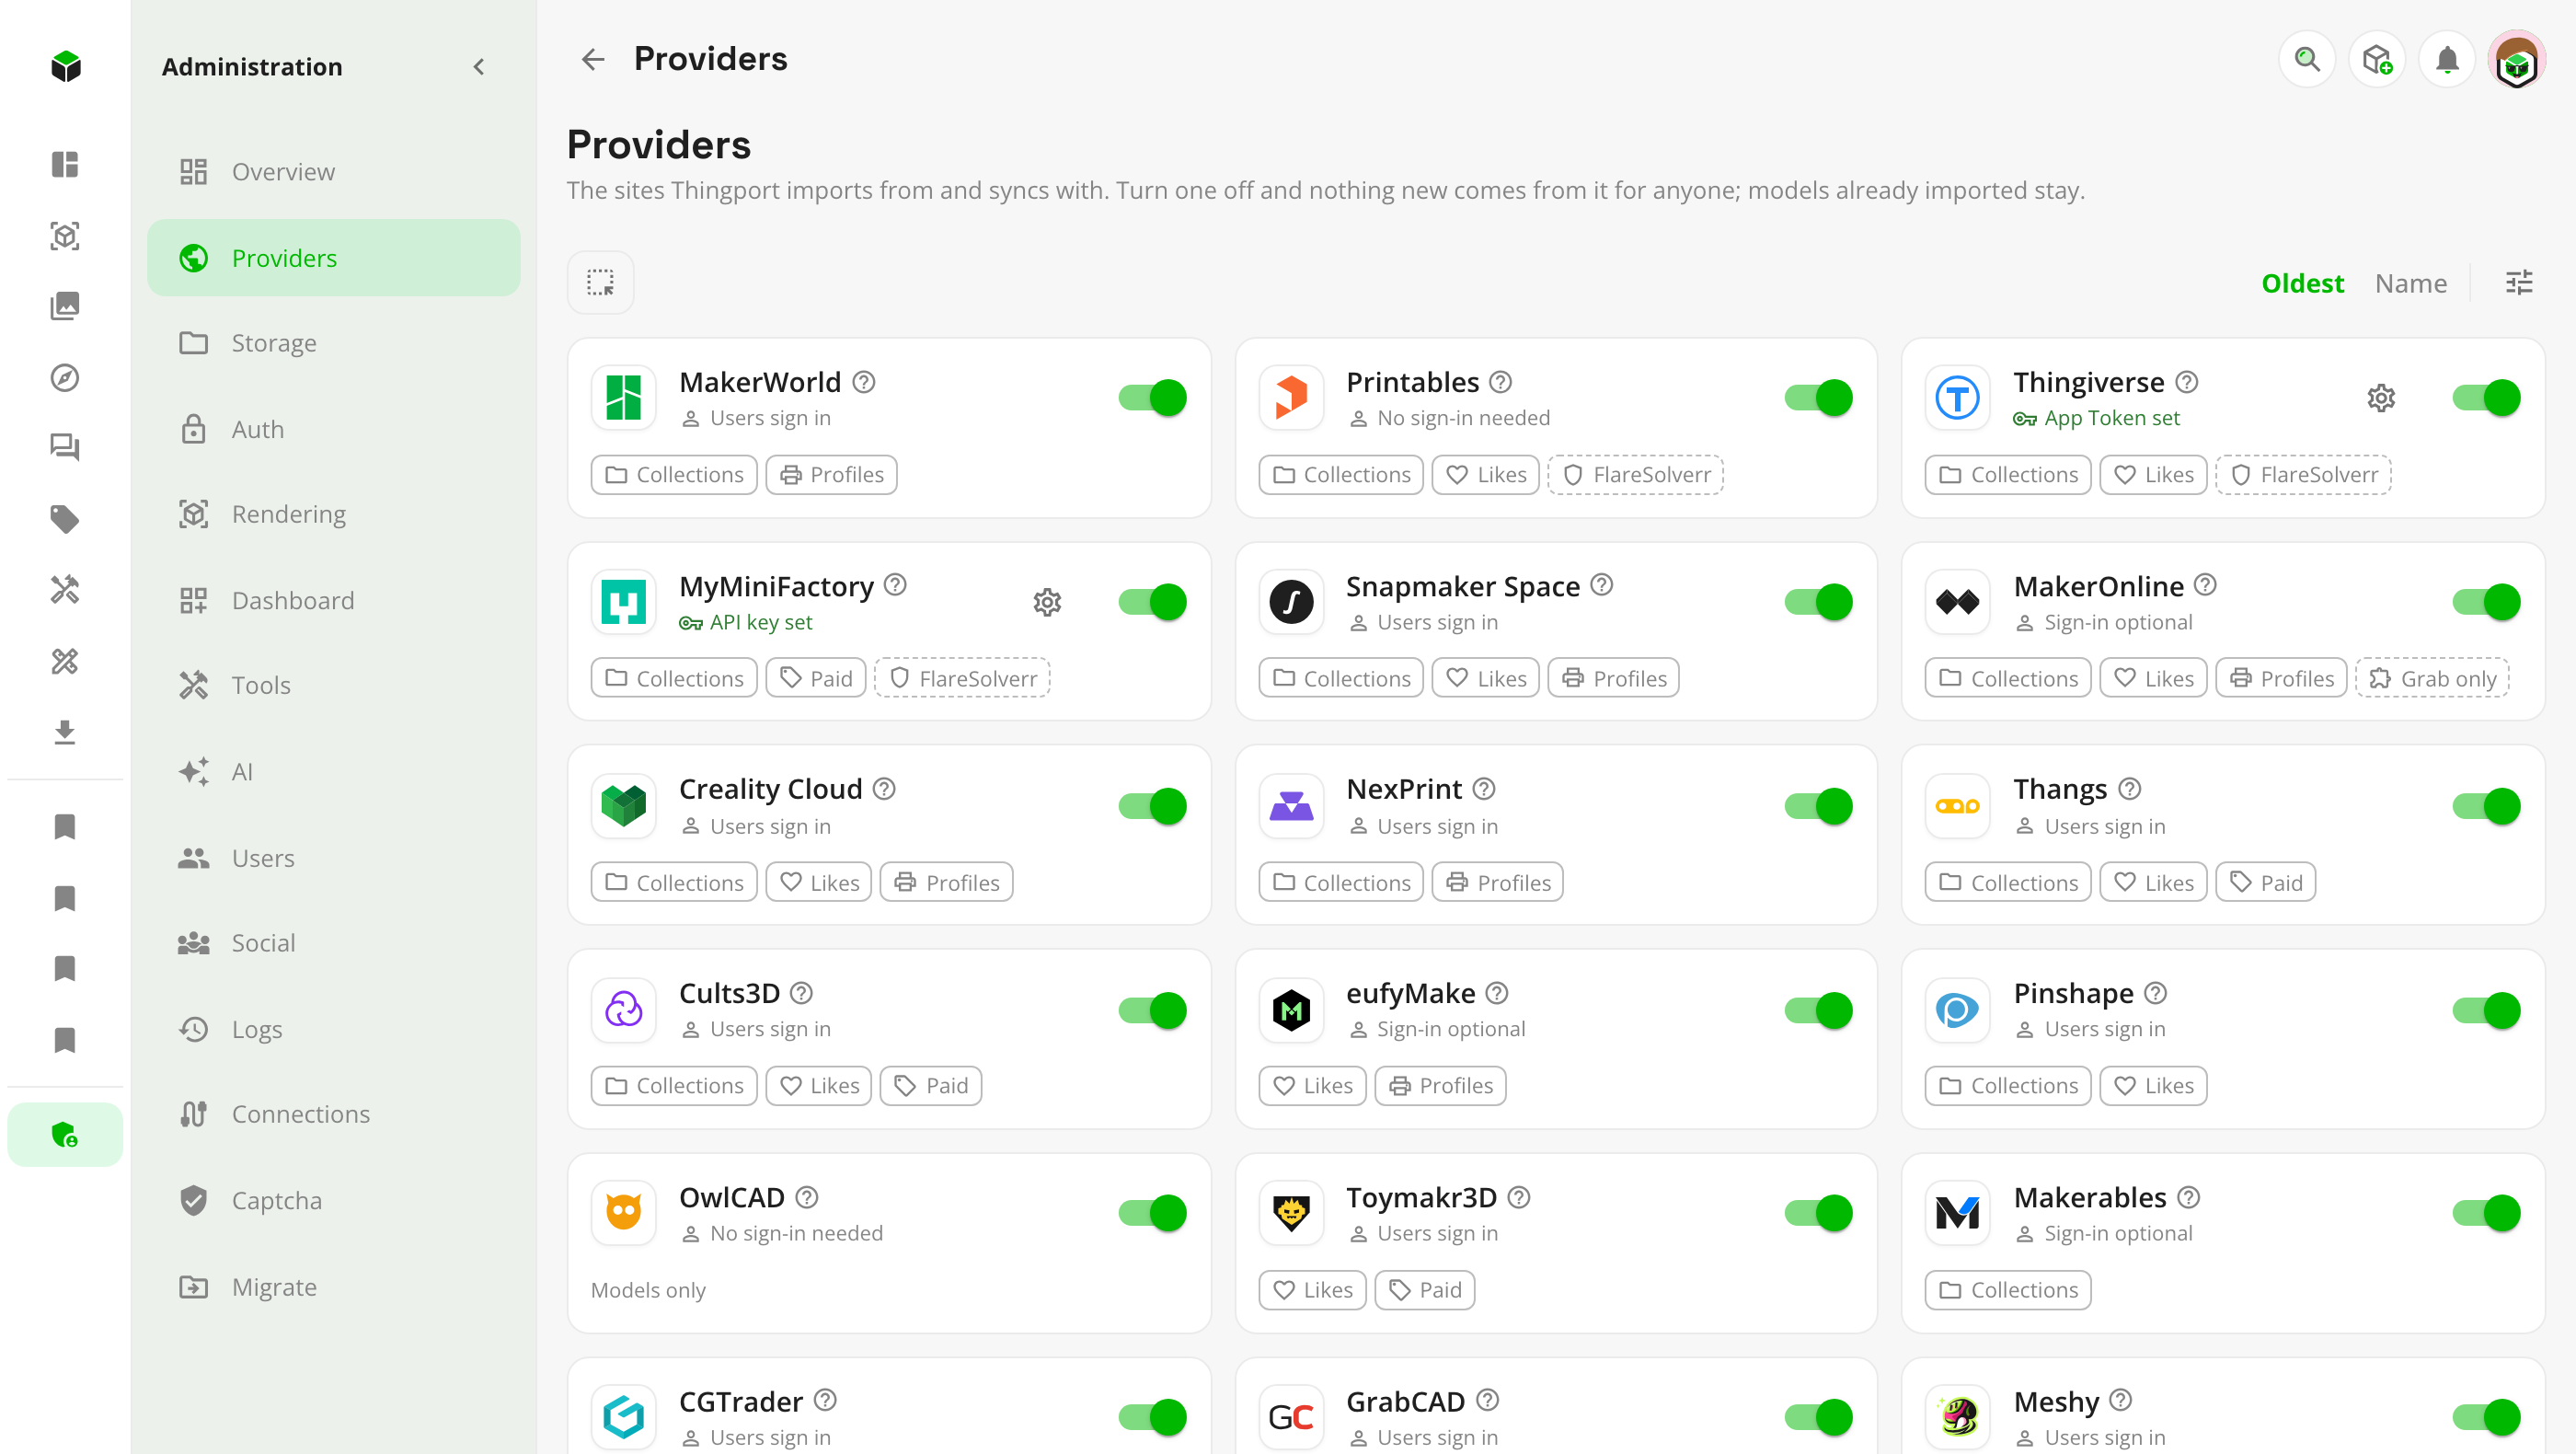 Administration
Overview
Providers
Storage
Auth
Rendering
Dashboard
Tools
AI
Users
Social
Logs
Connections
Captcha
Migrate
Providers
Providers
The sites Thingport imports from and syncs with. Turn one off and nothing new comes from it for anyone; models already imported stay.
Oldest Name
MakerWorld
Users sign in
Collections Profiles
Printables
No sign-in needed
Collections Likes FlareSolverr
Thingiverse
App Token set
Collections Likes FlareSolverr
MyMiniFactory
API key set
Collections Paid FlareSolverr
Snapmaker Space
Users sign in
Collections Likes Profiles
MakerOnline
Sign-in optional
Collections Likes Profiles Grab only
Creality Cloud
Users sign in
Collections Likes Profiles
NexPrint
Users sign in
Collections Profiles
Thangs
Users sign in
Collections Likes Paid
Cults3D
Users sign in
Collections Likes Paid
eufyMake
Sign-in optional
Likes Profiles
Pinshape
Users sign in
Collections Likes
OwlCAD
No sign-in needed
Models only
Toymakr3D
Users sign in
Likes Paid
Makerables
Sign-in optional
Collections
CGTrader
Users sign in
GC
GrabCAD
Users sign in
Meshy
Users sign in